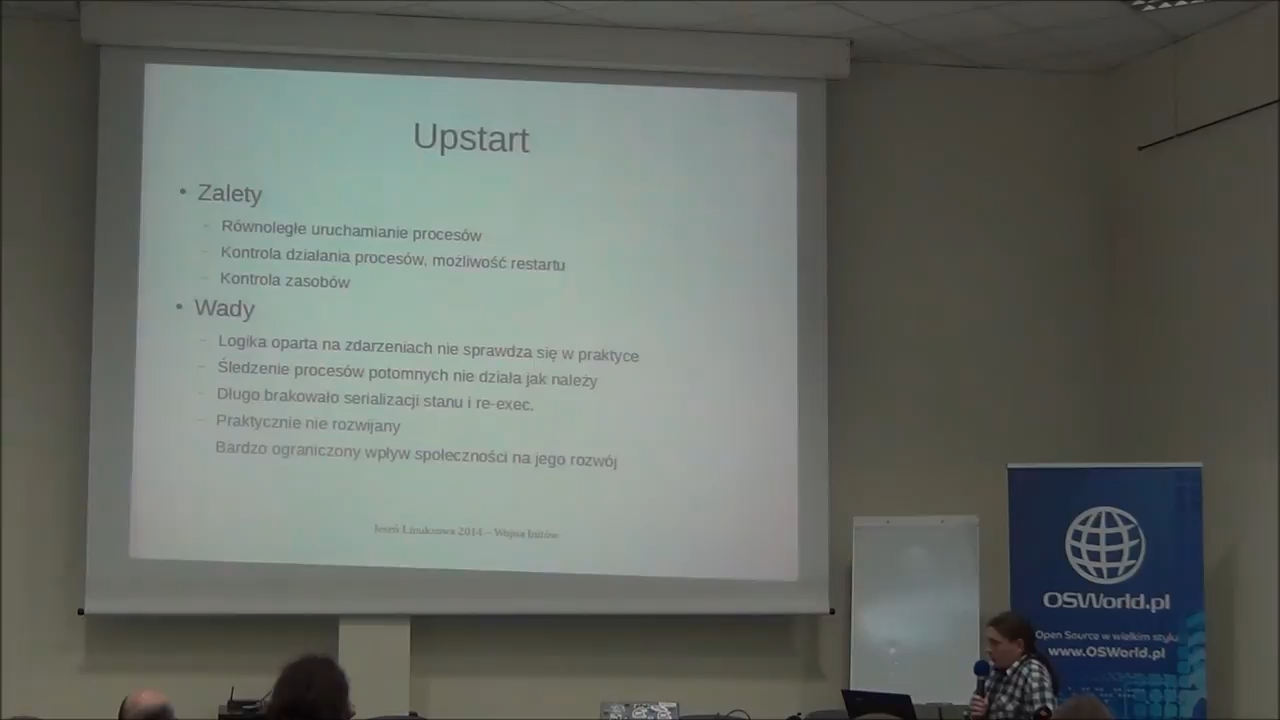 Upstart
• Zalety
– Równoległe uruchamianie procesów
– Kontrola działania procesów, możliwość restartu
– Kontrola zasobów
• Wady
– Logika oparta na zdarzeniach nie sprawdza się w praktyce
– Śledzenie procesów potomnych nie działa jak należy
– Długo brakowało serializacji stanu i re-exec.
– Praktycznie nie rozwijany
Bardzo ograniczony wpływ społeczności na jego rozwój
Jesień Linuksowa 2014 – Wojna Initów
OSWorld.pl
Open Source w wielkim stylu
www.OSWorld.pl